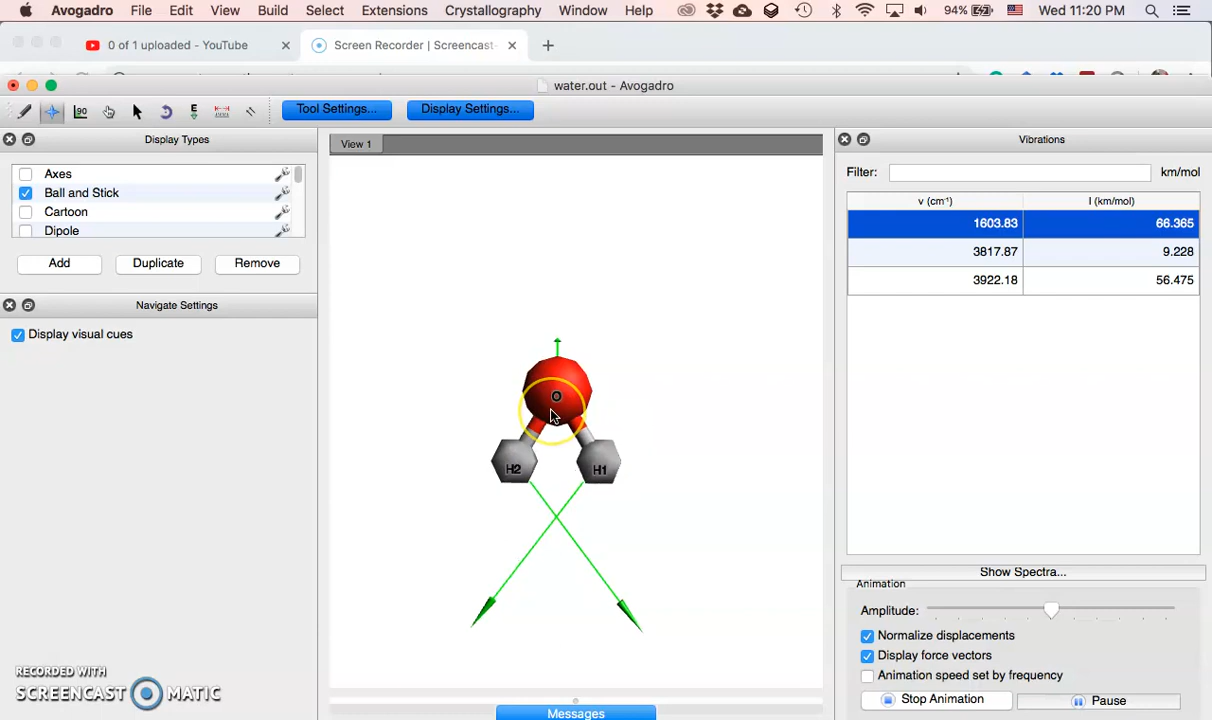 Avogadro File Edit View Build Select Extensions Crystallography Window Help 94% Wed 11:20 PM
0 of 1 uploaded - YouTube Screen Recorder | Screencast-
water.out - Avogadro
90 E Tool Settings... Display Settings...
Display Types
Axes
Ball and Stick
Cartoon
Dipole
Add Duplicate Remove
Navigate Settings
Display visual cues
View 1
O
H2 H1
Messages
Vibrations
Filter: km/mol
v (cm⁻¹) I (km/mol)
1603.83 66.365
3817.87 9.228
3922.18 56.475
Show Spectra...
Animation
Amplitude:
Normalize displacements
Display force vectors
Animation speed set by frequency
Stop Animation Pause
RECORDED WITH
SCREENCAST MATIC